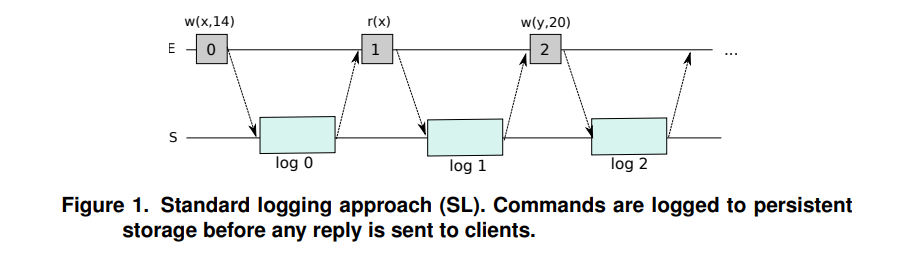 w(x,14) r(x) w(y,20)
E 0 1 2 ...
S
log 0 log 1 log 2
Figure 1. Standard logging approach (SL). Commands are logged to persistent
storage before any reply is sent to clients.